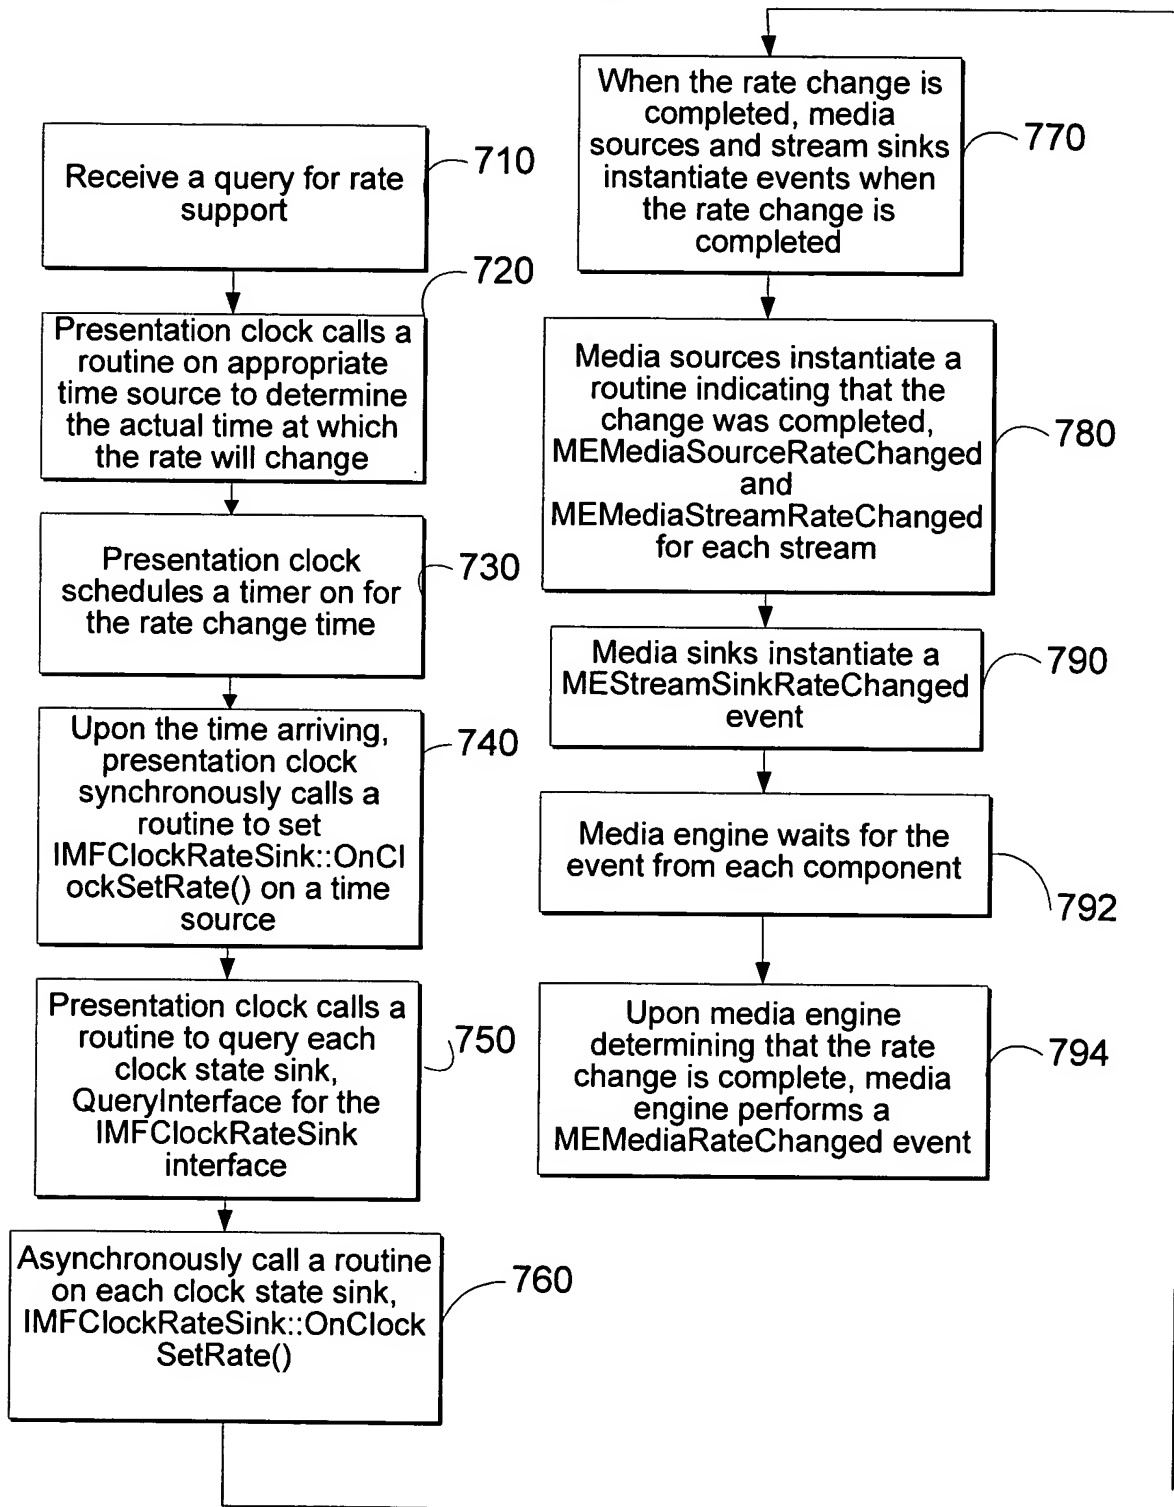 Receive a query for rate
support
710
Presentation clock calls a
routine on appropriate
time source to determine
the actual time at which
the rate will change
720
Presentation clock
schedules a timer on for
the rate change time
730
Upon the time arriving,
presentation clock
synchronously calls a
routine to set
IMFClockRateSink::OnCl
ockSetRate() on a time
source
740
Presentation clock calls a
routine to query each
clock state sink,
QueryInterface for the
IMFClockRateSink
interface
750
Asynchronously call a routine
on each clock state sink,
IMFClockRateSink::OnClock
SetRate()
760
When the rate change is
completed, media
sources and stream sinks
instantiate events when
the rate change is
completed
770
Media sources instantiate a
routine indicating that the
change was completed,
MEMediaSourceRateChanged
and
MEMediaStreamRateChanged
for each stream
780
Media sinks instantiate a
MEStreamSinkRateChanged
event
790
Media engine waits for the
event from each component
792
Upon media engine
determining that the rate
change is complete, media
engine performs a
MEMediaRateChanged event
794